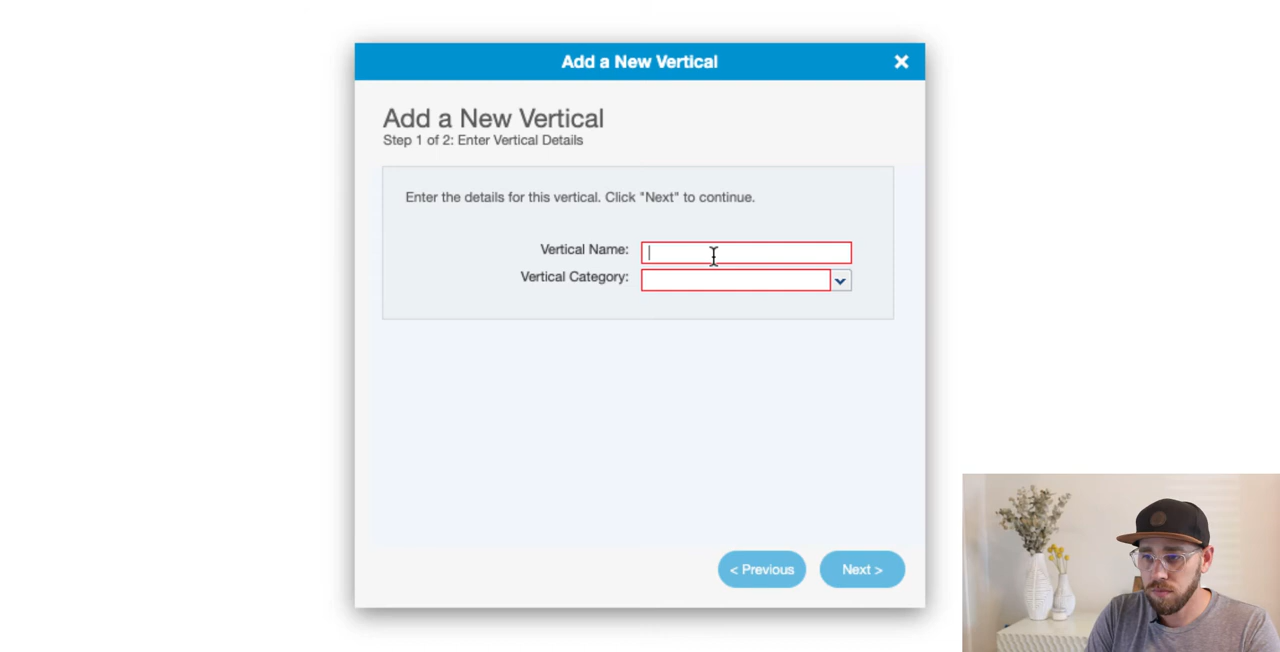 Add a New Vertical
Add a New Vertical
Step 1 of 2: Enter Vertical Details
Enter the details for this vertical. Click "Next" to continue.
Vertical Name:
Vertical Category:
< Previous
Next >